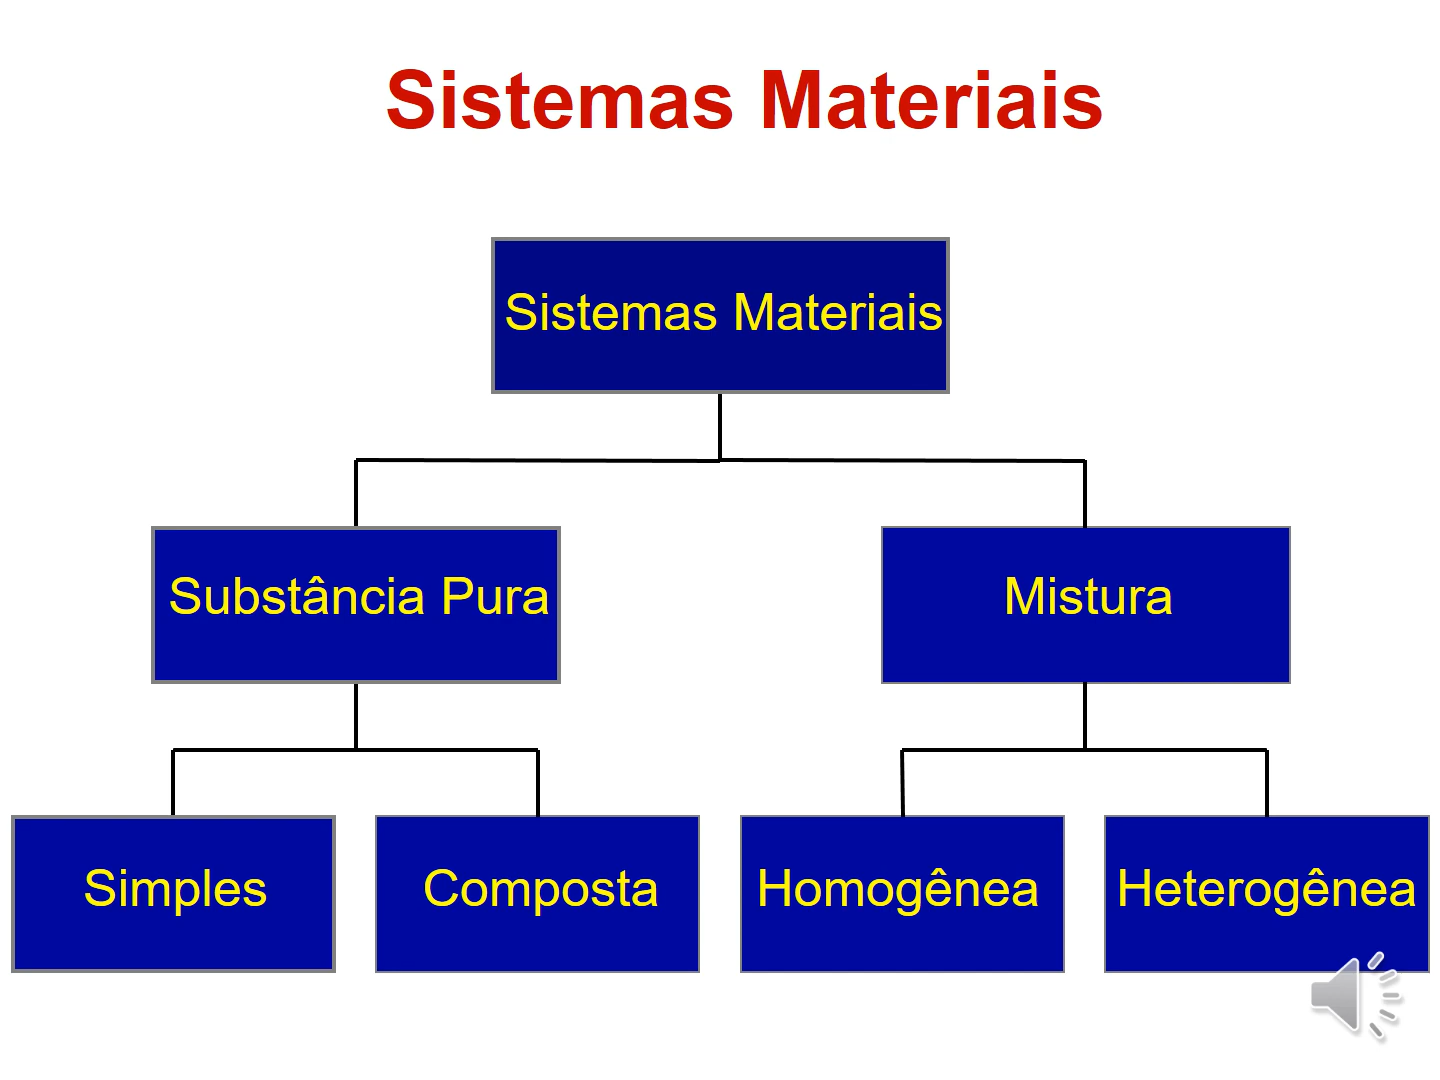 Sistemas Materiais
Sistemas Materiais
Substância Pura
Mistura
Simples
Composta
Homogênea
Heterogênea